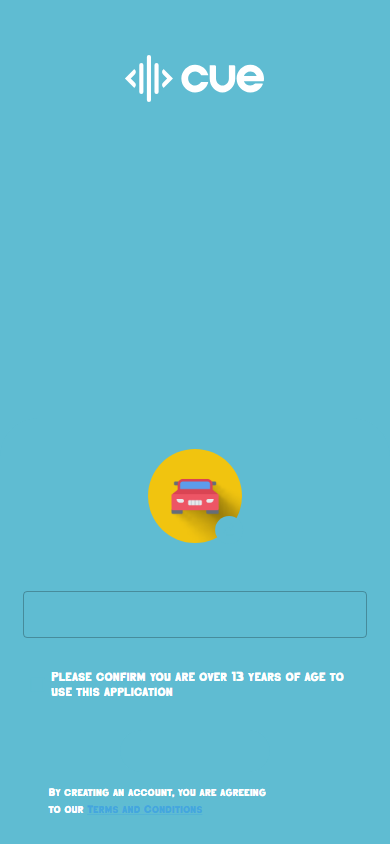 cue
Please confirm you are over 13 years of age to
use this application
By creating an account, you are agreeing
to our Terms and Conditions